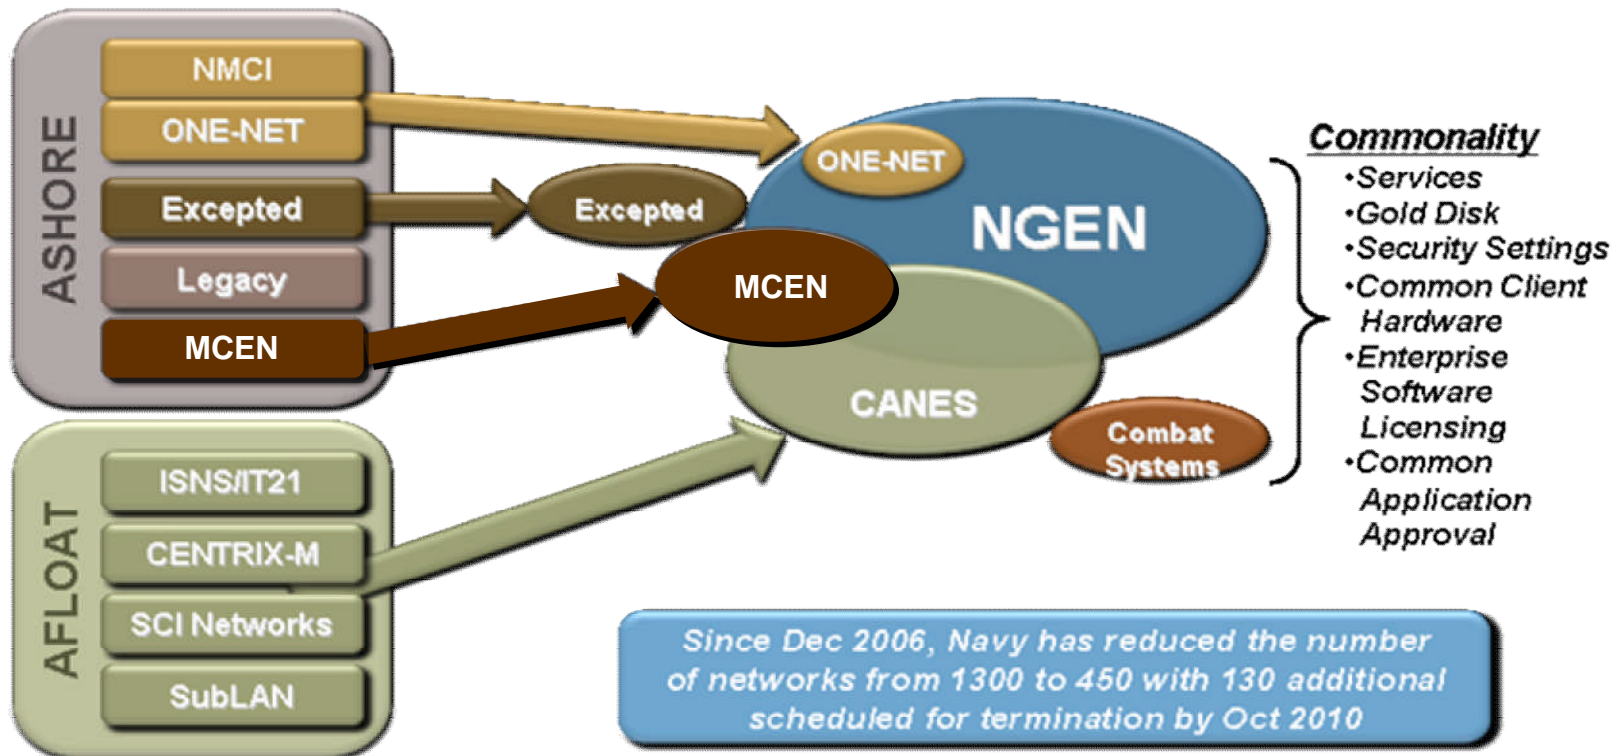 ASHORE
NMCI
ONE-NET
Excepted
Legacy
MCEN
AFLOAT
ISNS/IT21
CENTRIX-M
SCI Networks
SubLAN
ONE-NET
Excepted
NGEN
MCEN
CANES
Combat
Systems
Commonality
•Services
•Gold Disk
•Security Settings
•Common Client
Hardware
•Enterprise
Software
Licensing
•Common
Application
Approval
Since Dec 2006, Navy has reduced the number
of networks from 1300 to 450 with 130 additional
scheduled for termination by Oct 2010